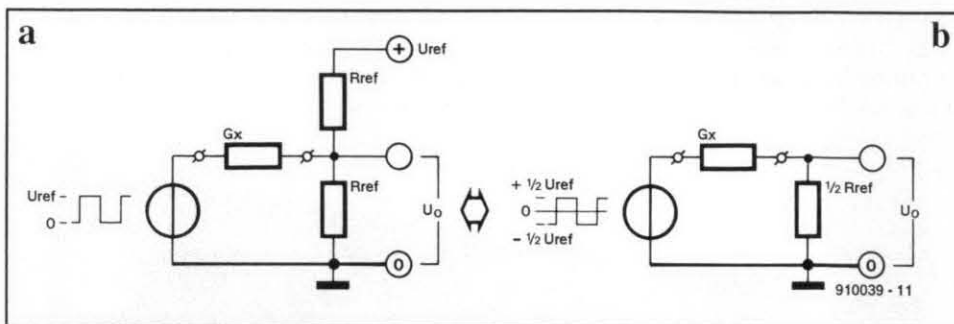 a
b
+ Uref
Rref
Gx
Uref
0
Rref
Uo
0
Gx
+ ½ Uref
0
- ½ Uref
½ Rref
Uo
0
910039 - 11